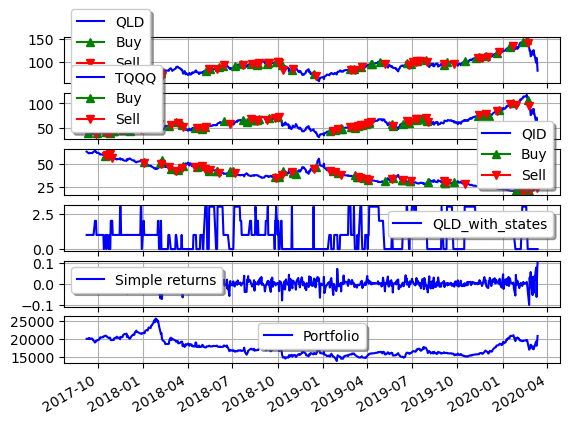 QLD
Buy
Sell
150
100
TQQQ
Buy
Sell
100
50
QID
Buy
Sell
50
25
QLD_with_states
2.5
0.0
Simple returns
0.1
0.0
−0.1
Portfolio
25000
20000
15000
2017-10 2018-01 2018-04 2018-07 2018-10 2019-01 2019-04 2019-07 2019-10 2020-01 2020-04